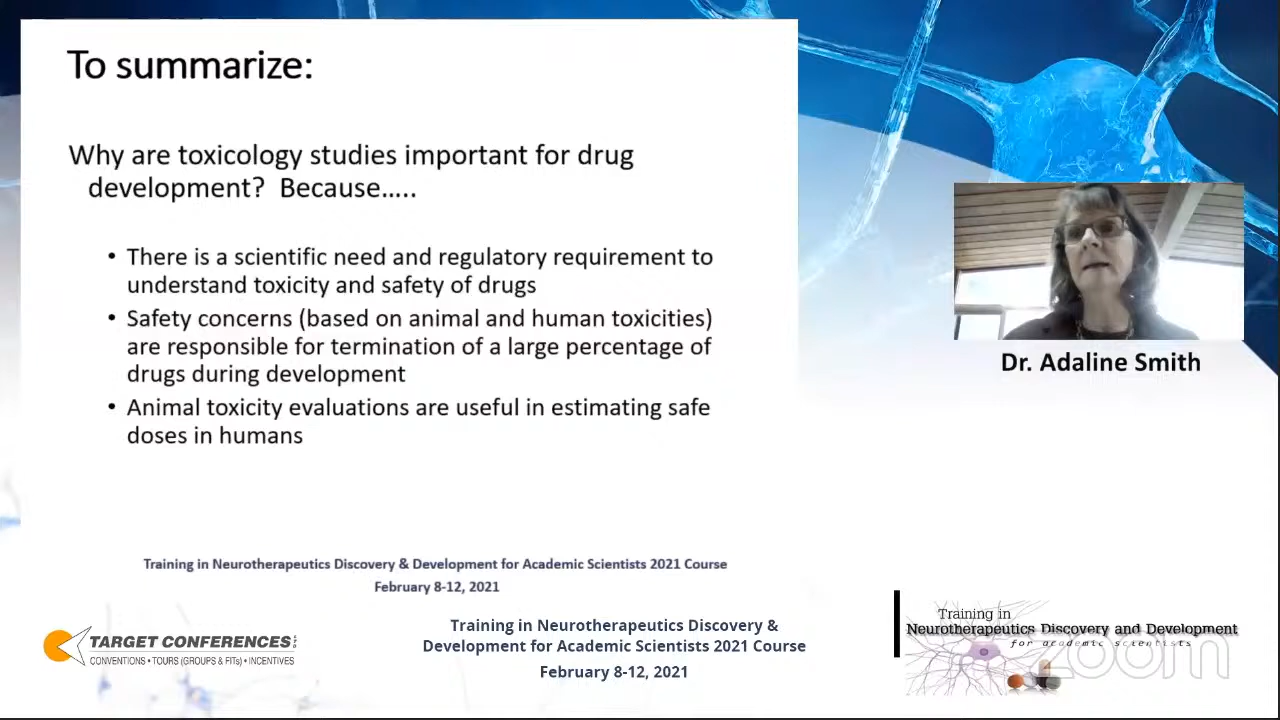 To summarize:
Why are toxicology studies important for drug
development? Because.....
• There is a scientific need and regulatory requirement to
understand toxicity and safety of drugs
• Safety concerns (based on animal and human toxicities)
are responsible for termination of a large percentage of
drugs during development
• Animal toxicity evaluations are useful in estimating safe
doses in humans
Dr. Adaline Smith
Training in Neurotherapeutics Discovery & Development for Academic Scientists 2021 Course
February 8-12, 2021
TARGET CONFERENCES
CONVENTIONS • TOURS (GROUPS & FITs) • INCENTIVES
Training in Neurotherapeutics Discovery &
Development for Academic Scientists 2021 Course
February 8-12, 2021
Training in
Neurotherapeutics Discovery and Development
for academic scientists
zoom